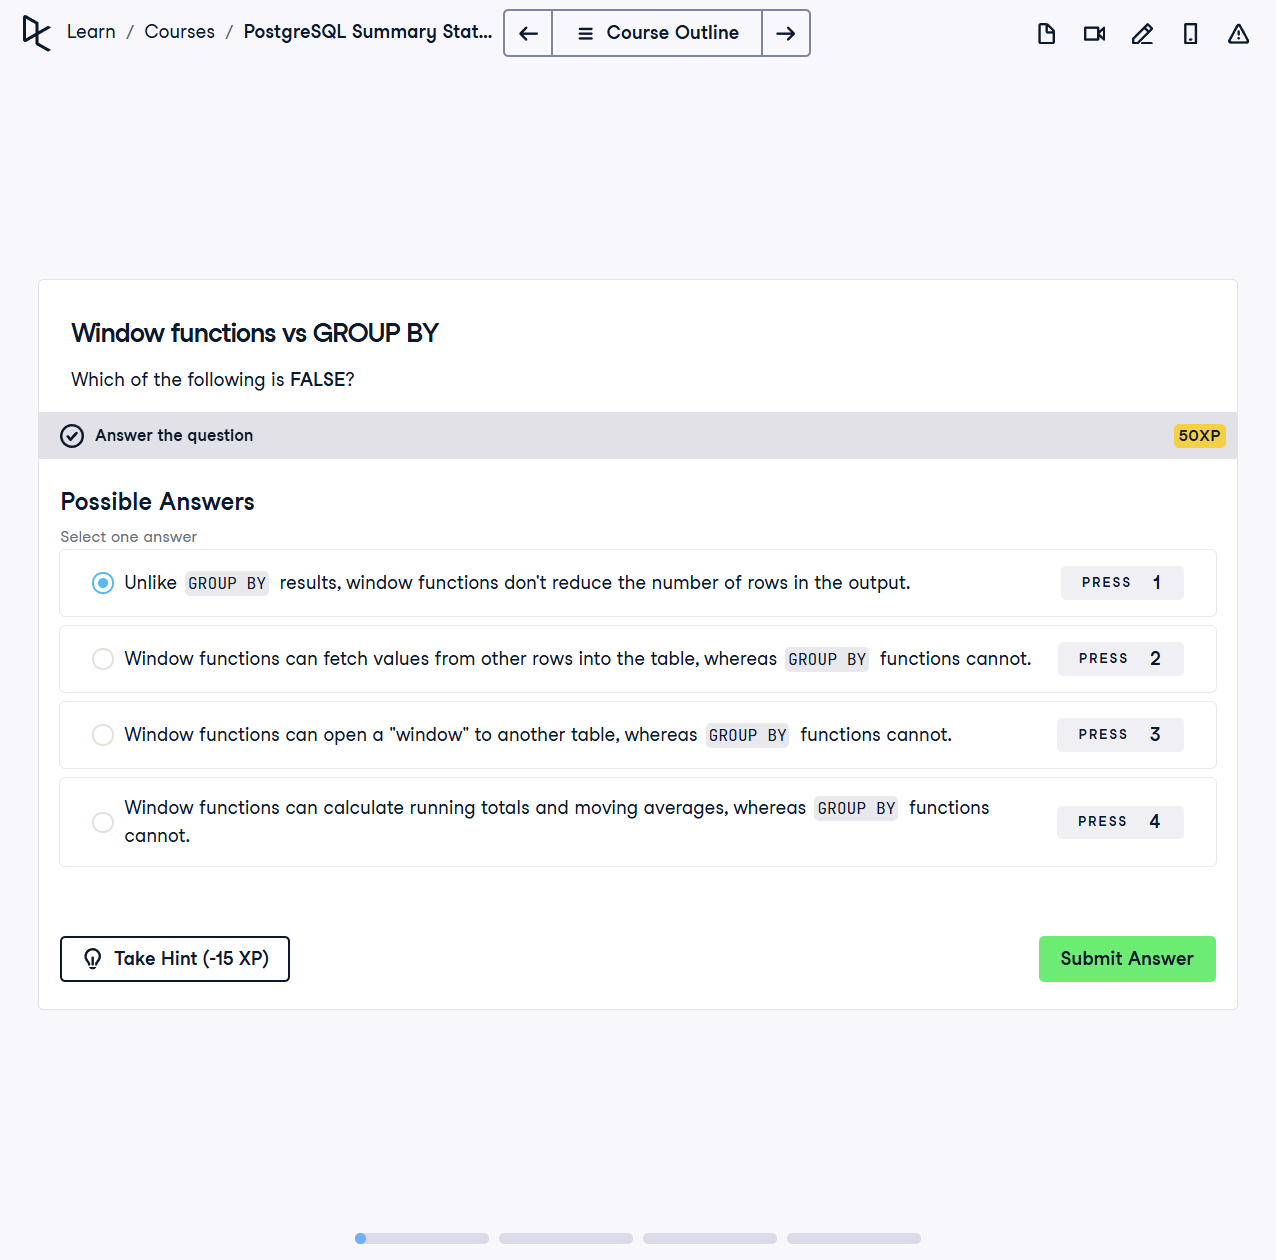 Learn / Courses / PostgreSQL Summary Stat...
Course Outline
Window functions vs GROUP BY
Which of the following is FALSE?
Answer the question
50XP
Possible Answers
Select one answer
Unlike GROUP BY results, window functions don't reduce the number of rows in the output.
PRESS 1
Window functions can fetch values from other rows into the table, whereas GROUP BY functions cannot.
PRESS 2
Window functions can open a "window" to another table, whereas GROUP BY functions cannot.
PRESS 3
Window functions can calculate running totals and moving averages, whereas GROUP BY functions
cannot.
PRESS 4
Take Hint (-15 XP)
Submit Answer